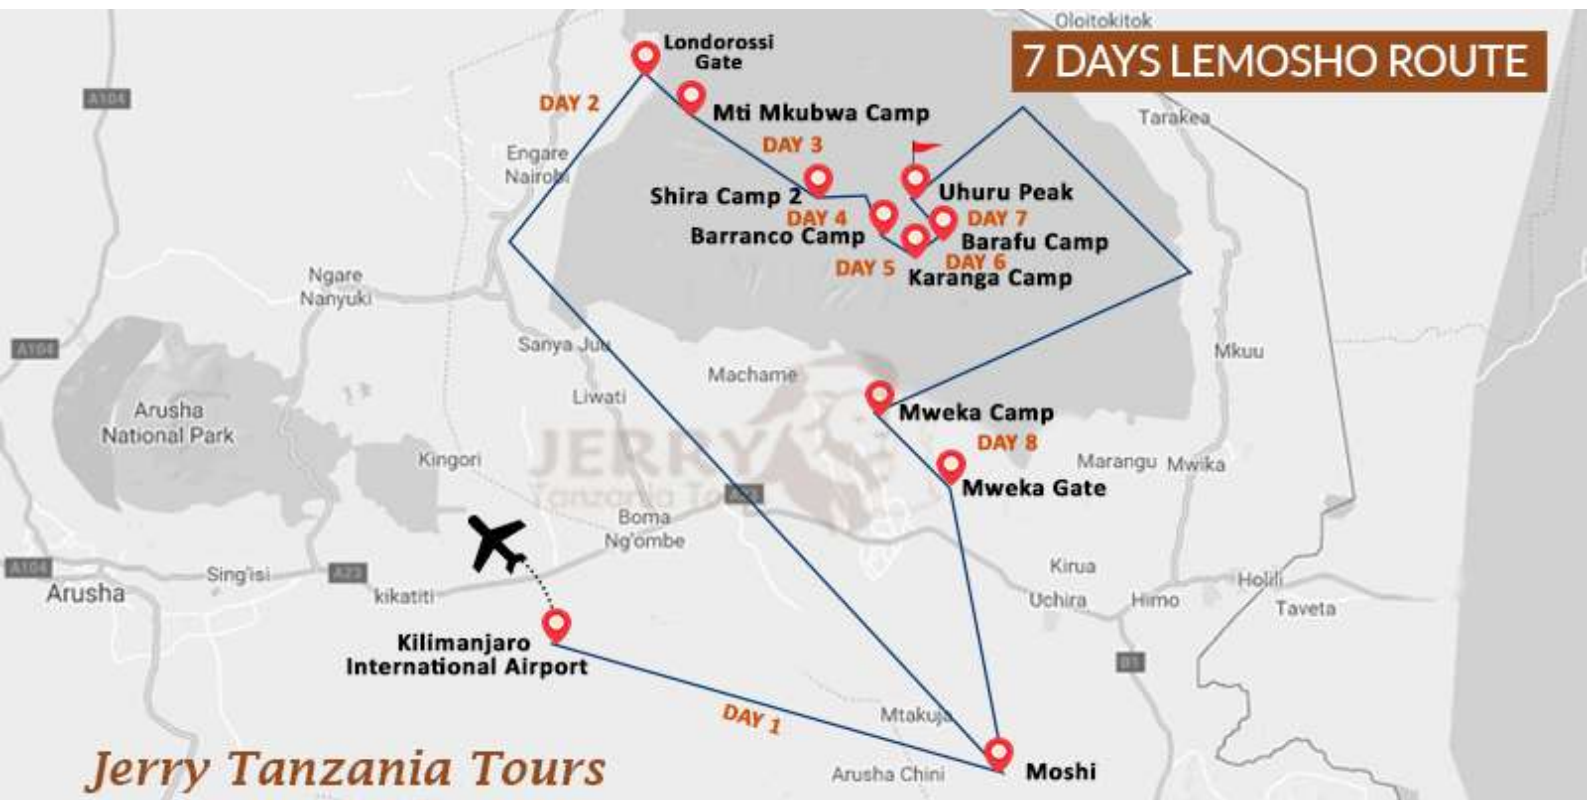 Oloitokitok
7 DAYS LEMOSHO ROUTE
Londorossi
Gate
A104
DAY 2
Mti Mkubwa Camp
Tarakea
DAY 3
Engare
Nairobi
Shira Camp 2
Uhuru Peak
DAY 4
DAY 7
Barranco Camp
Barafu Camp
DAY 5
DAY 6
Karanga Camp
Ngare
Nanyuki
A104
Sanya Juu
Mkuu
Machame
Liwati
Arusha
National Park
Mweka Camp
DAY 8
JERRY
Tanzania To
Kingori
Marangu
Mwika
Mweka Gate
A23
Boma
Ng'ombe
A104
Sing'isi
A23
Arusha
kikatiti
Kirua
Uchira
Himo
Holili
Taveta
Kilimanjaro
International Airport
B1
DAY 1
Mtakuja
Jerry Tanzania Tours
Arusha Chini
Moshi